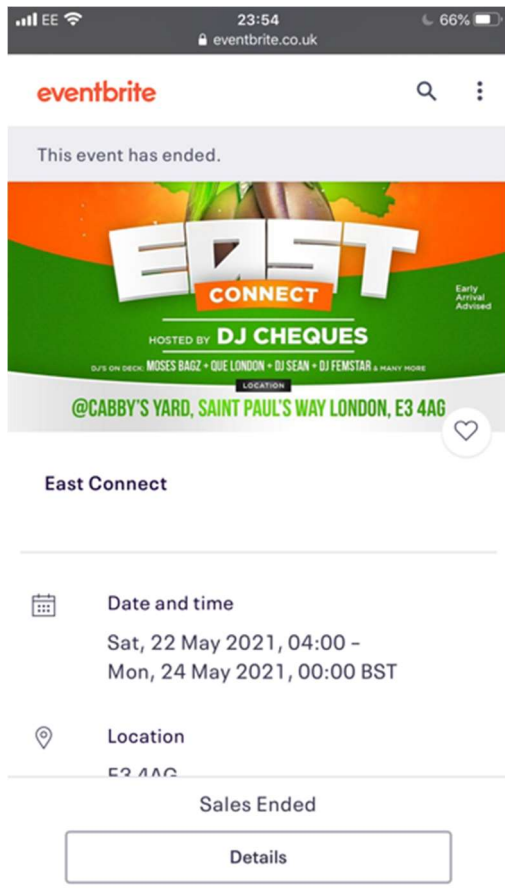 EE 23:54 66%
eventbrite.co.uk
eventbrite
This event has ended.
EAST
CONNECT
Early
Arrival
Advised
HOSTED BY DJ CHEQUES
DJ'S ON DECK: MOSES BAGZ + QUE LONDON + DJ SEAN + DJ FEMSTAR & MANY MORE
LOCATION
@CABBY'S YARD, SAINT PAUL'S WAY LONDON, E3 4AG
East Connect
Date and time
Sat, 22 May 2021, 04:00 –
Mon, 24 May 2021, 00:00 BST
Location
E3 4AG
Sales Ended
Details